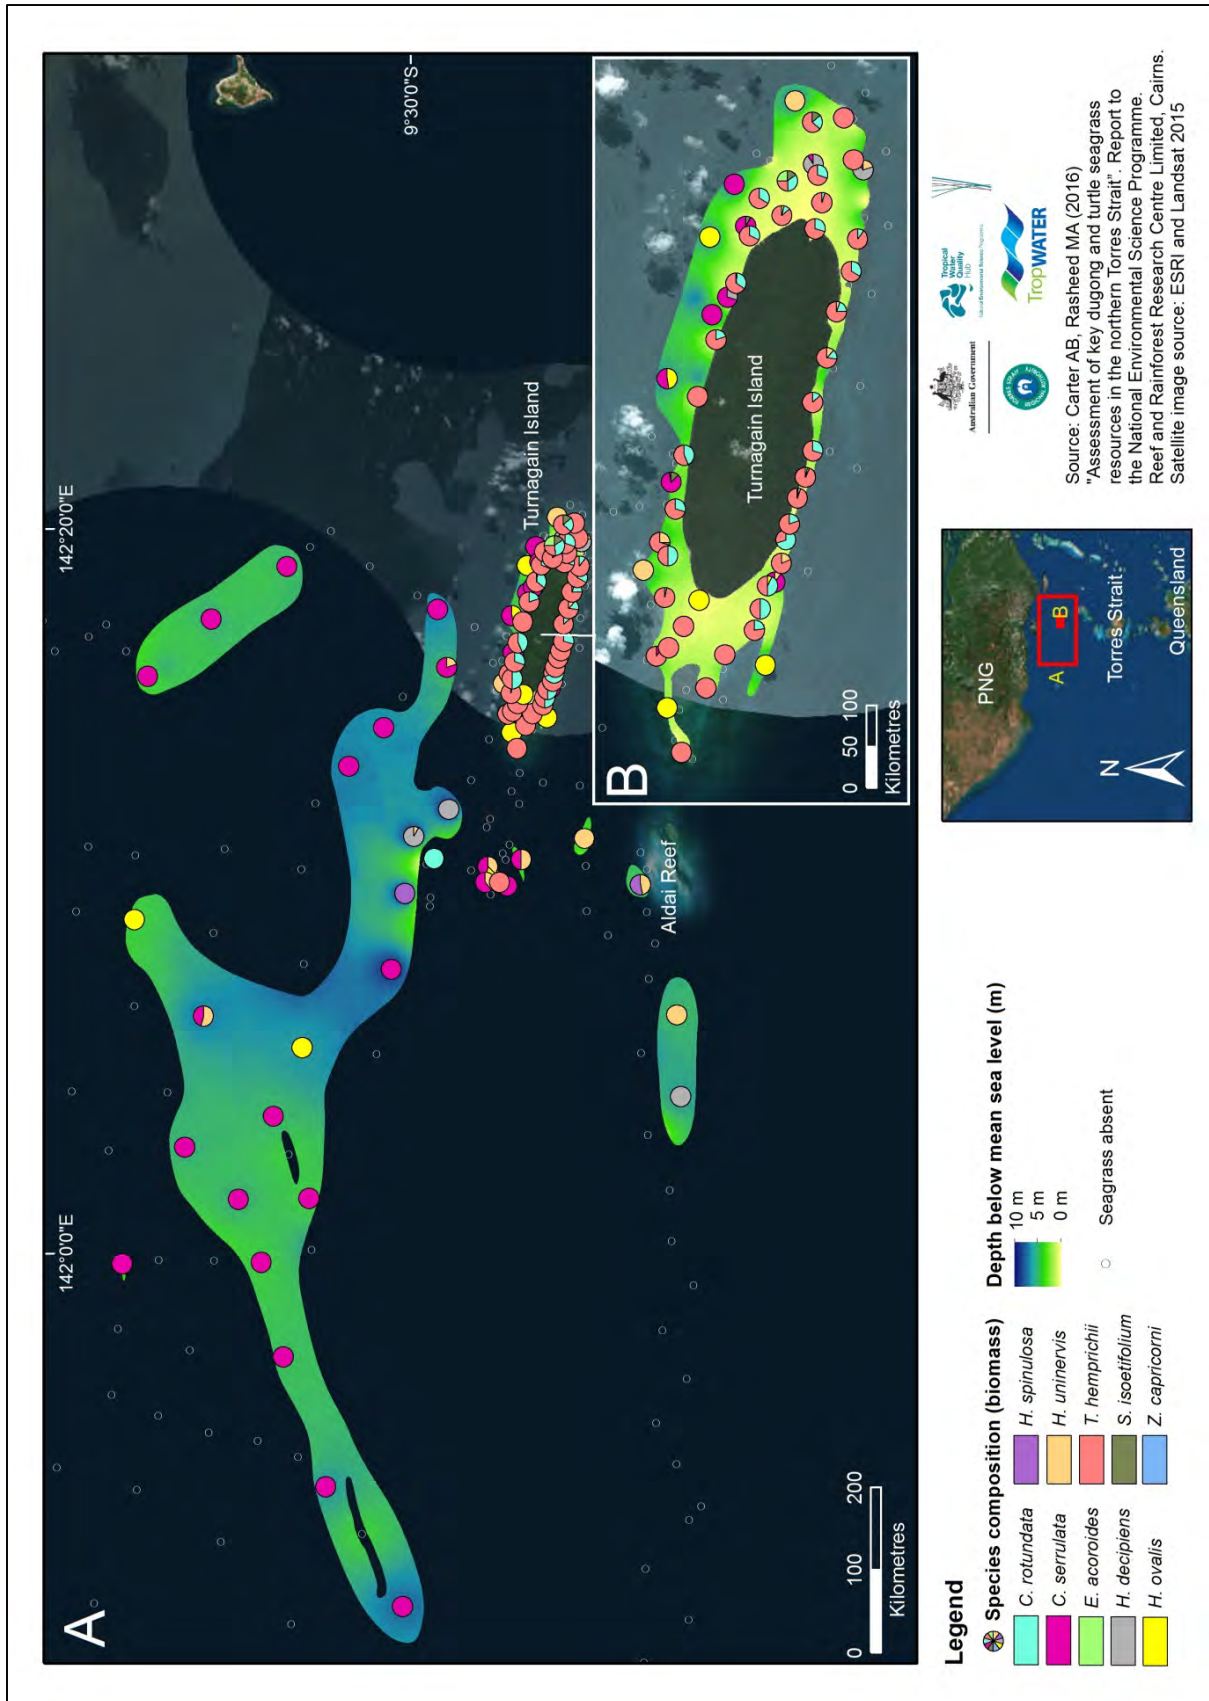 A
142°0'0"E
142°20'0"E
9°30'0"S
Turnagain Island
Aldai Reef
0 100 200
Kilometres
B
Turnagain Island
0 50 100
Kilometres
Legend
Species composition (biomass)
C. rotundata
C. serrulata
E. acoroides
H. decipiens
H. ovalis
H. spinulosa
H. uninervis
T. hemprichii
S. isoetifolium
Z. capricorni
Depth below mean sea level (m)
10 m
5 m
0 m
Seagrass absent
PNG
A
B
Torres Strait
Queensland
N
Australian Government
Tropical
Water
Quality
Hub
TropWATER
Source: Carter AB, Rasheed MA (2016)
"Assessment of key dugong and turtle seagrass
resources in the northern Torres Strait". Report to
the National Environmental Science Programme.
Reef and Rainforest Research Centre Limited, Cairns.
Satellite image source: ESRI and Landsat 2015